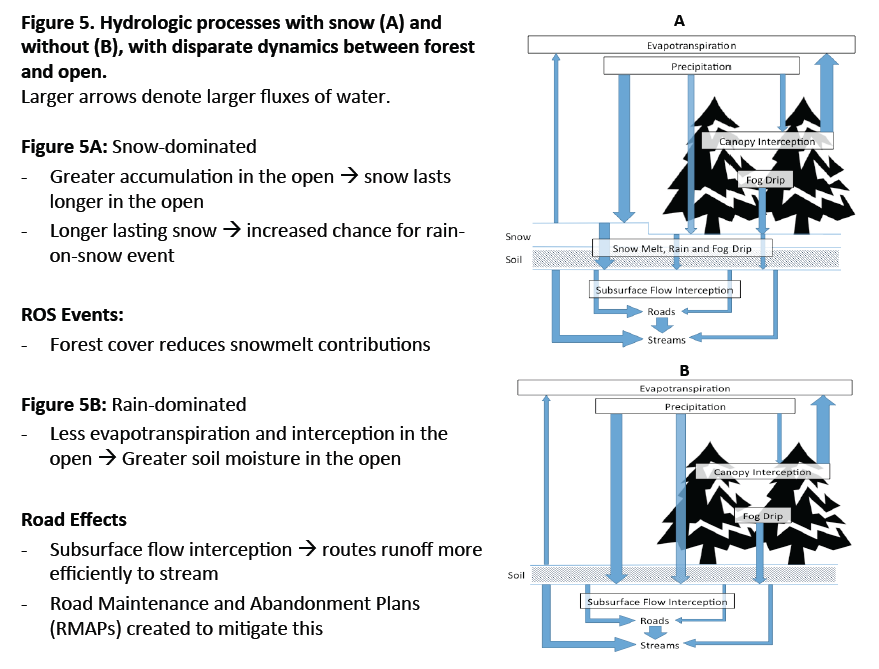 Figure 5. Hydrologic processes with snow (A) and
without (B), with disparate dynamics between forest
and open.
Larger arrows denote larger fluxes of water.
Figure 5A: Snow-dominated
- Greater accumulation in the open → snow lasts
longer in the open
- Longer lasting snow → increased chance for rain-
on-snow event
ROS Events:
- Forest cover reduces snowmelt contributions
Figure 5B: Rain-dominated
- Less evapotranspiration and interception in the
open → Greater soil moisture in the open
Road Effects
- Subsurface flow interception → routes runoff more
efficiently to stream
- Road Maintenance and Abandonment Plans
(RMAPs) created to mitigate this
A
Evapotranspiration
Precipitation
Canopy Interception
Fog Drip
Snow
Snow Melt, Rain and Fog Drip
Soil
Subsurface Flow Interception
Roads
Streams
B
Evapotranspiration
Precipitation
Canopy Interception
Fog Drip
Soil
Subsurface Flow Interception
Roads
Streams